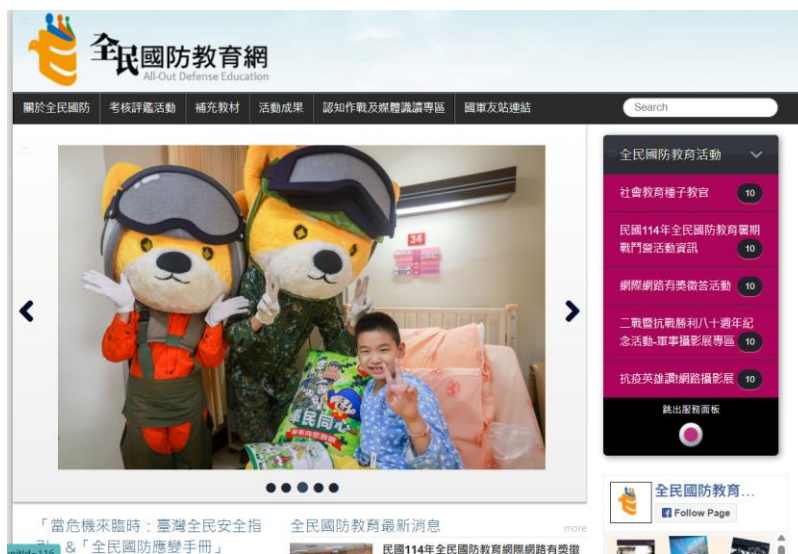 全民國防教育網
All-Out Defense Education
關於全民國防 考核評鑑活動 補充教材 活動成果 認知作戰及媒體識讀專區 國軍友站連結 Search
全民國防教育活動
社會教育種子教官 10
民國114年全民國防教育暑期
戰鬥營活動資訊 10
網際網路有獎徵答活動 10
二戰暨抗戰勝利八十週年紀
念活動-軍事攝影展專區 10
抗疫英雄讚!網路攝影展 10
跳出服務面板
34
軍民同心
全民國防教育...
Follow Page
「當危機來臨時：臺灣全民安全指
&「全民國防應變手冊」
全民國防教育最新消息
more
民國114年全民國防教育網際網路有獎徵